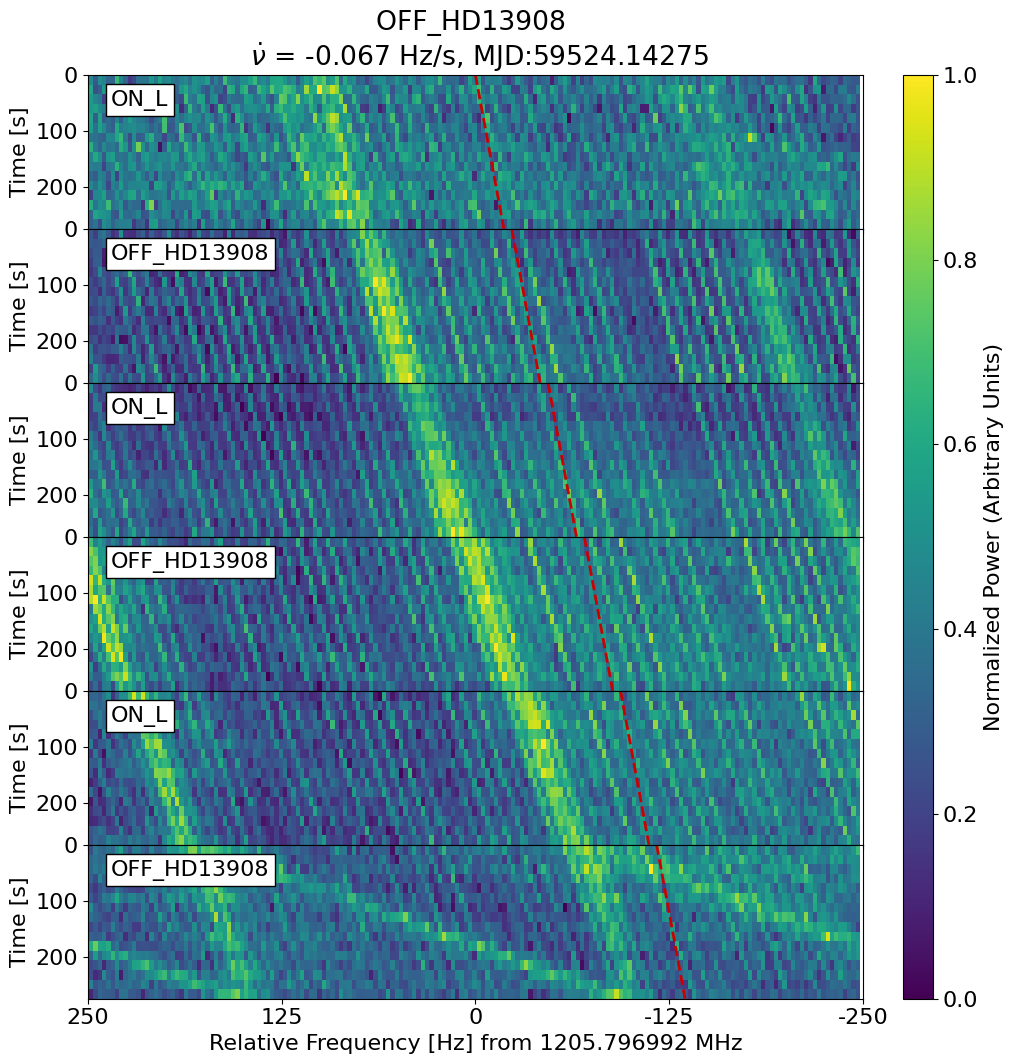 OFF_HD13908
ν̇ = -0.067 Hz/s, MJD:59524.14275
ON_L
OFF_HD13908
ON_L
OFF_HD13908
ON_L
OFF_HD13908
Time [s]
Time [s]
Time [s]
Time [s]
Time [s]
Time [s]
0
100
200
0
100
200
0
100
200
0
100
200
0
100
200
0
100
200
250
125
0
-125
-250
Relative Frequency [Hz] from 1205.796992 MHz
1.0
0.8
0.6
0.4
0.2
0.0
Normalized Power (Arbitrary Units)